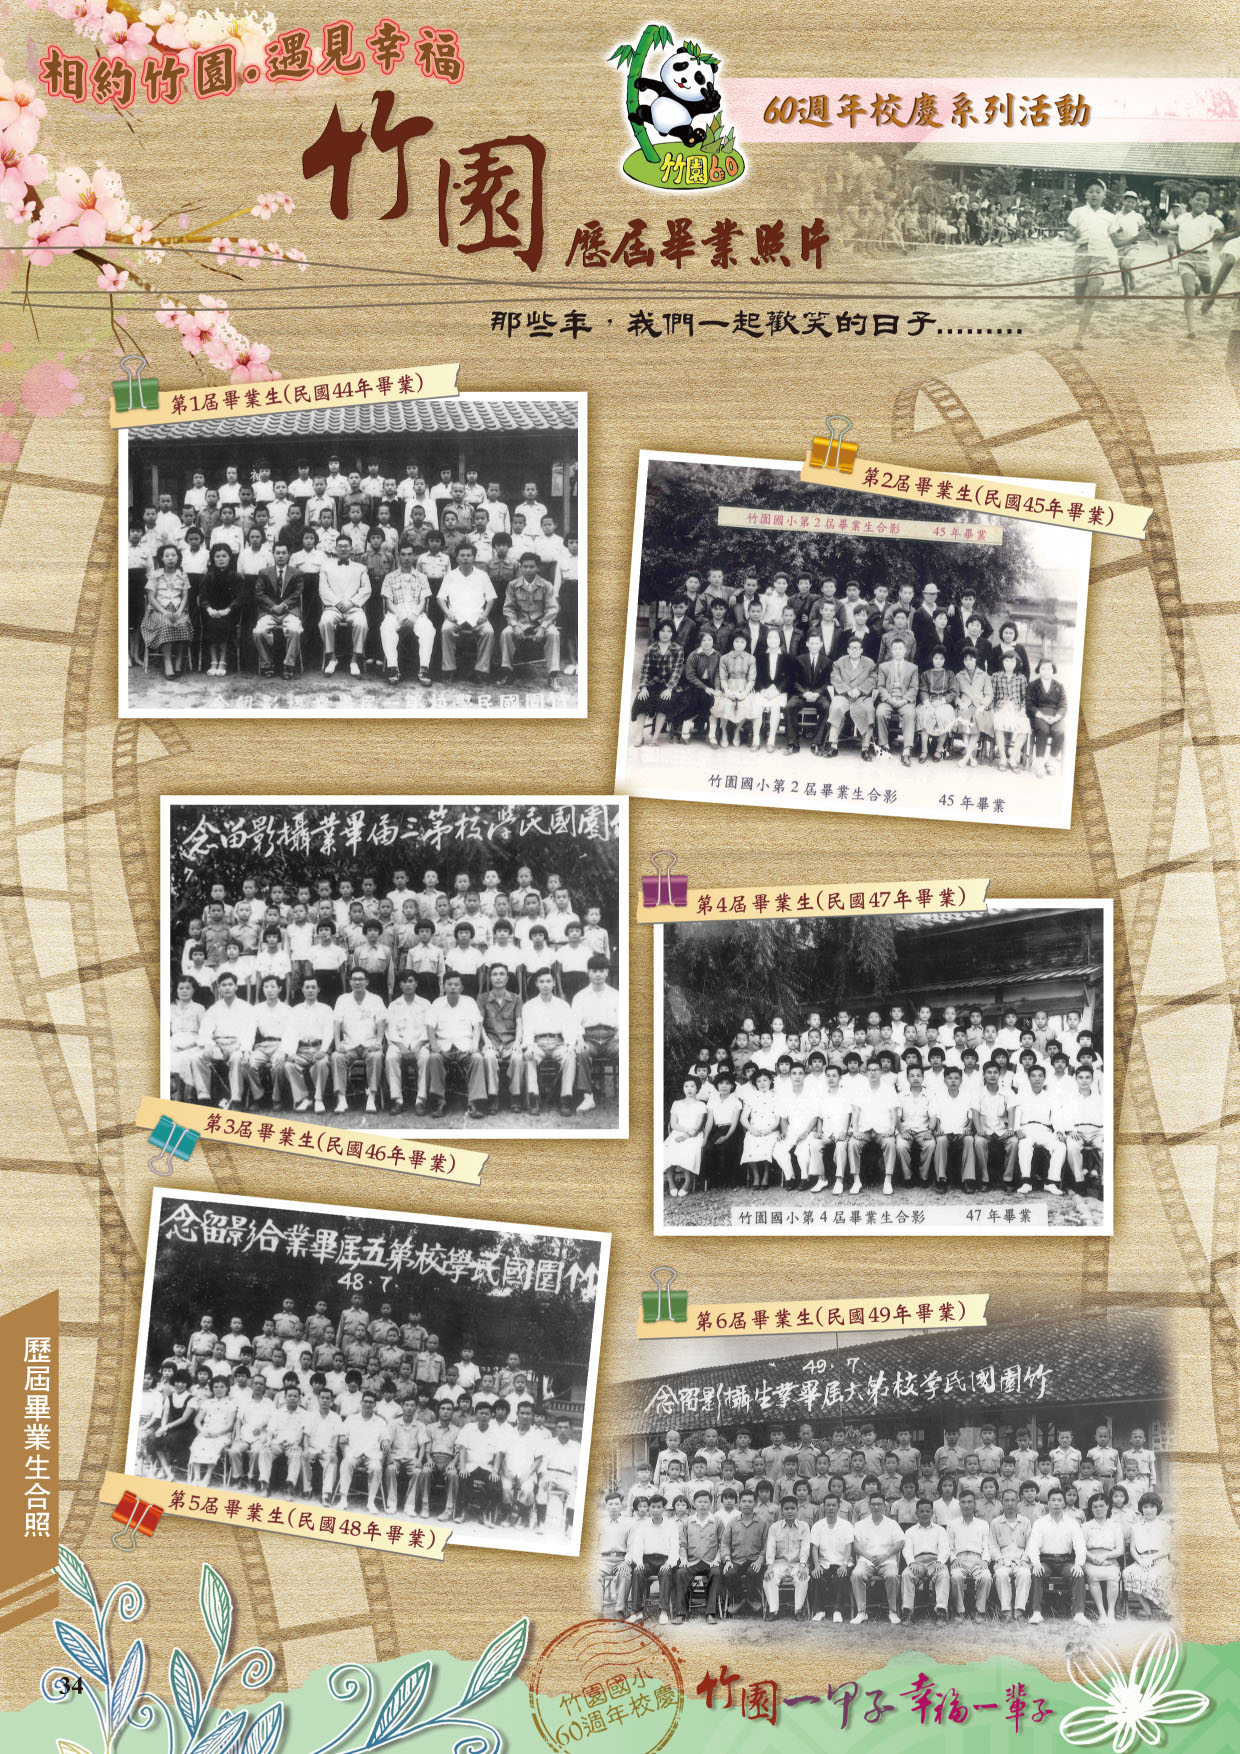 相約竹園．遇見幸福
竹園60
60週年校慶系列活動
竹園
歷屆畢業照片
那些年，我們一起歡笑的日子.........
第1屆畢業生(民國44年畢業)
第2屆畢業生(民國45年畢業)
竹園國小第2屆畢業生合影 45年畢業
竹園國小第2屆畢業生合影 45年畢業
念留影攝業畢屆三第校學民國園竹
7
第3屆畢業生(民國46年畢業)
第4屆畢業生(民國47年畢業)
竹園國小第4屆畢業生合影 47年畢業
念留影合業畢屆五第校學民國園竹
48.7.
第5屆畢業生(民國48年畢業)
第6屆畢業生(民國49年畢業)
49.7
念留影攝生業畢屆六第校学民國園竹
歷屆畢業生合照
34
竹園國小
60週年校慶
竹園一甲子 幸福一輩子